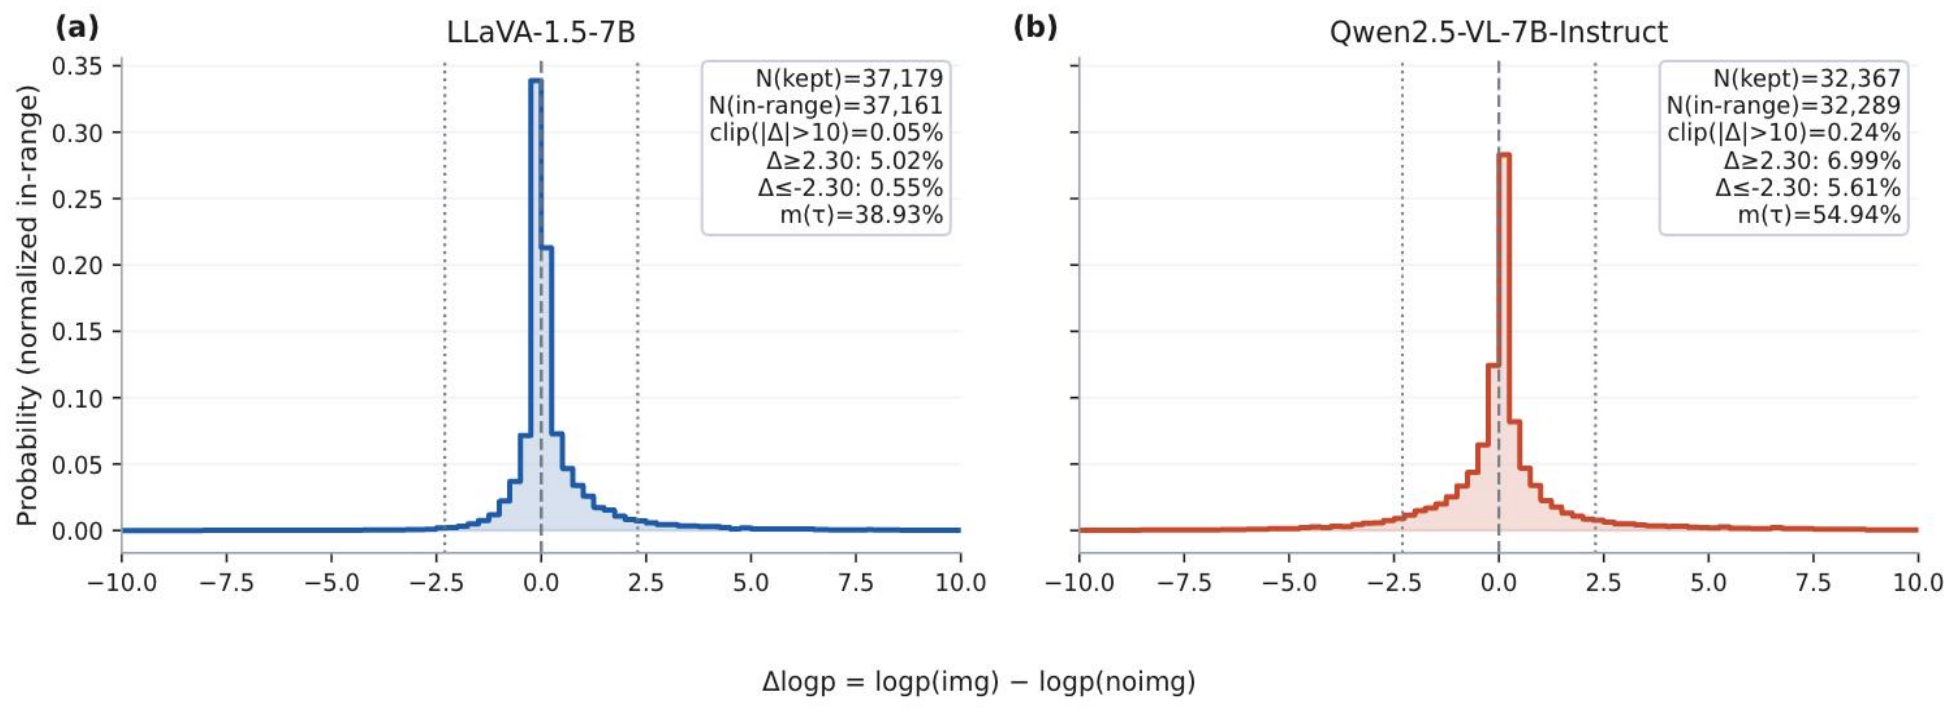 (a)
LLaVA-1.5-7B
Probability (normalized in-range)
0.35
0.30
0.25
0.20
0.15
0.10
0.05
0.00
N(kept)=37,179
N(in-range)=37,161
clip(|Δ|>10)=0.05%
Δ≥2.30: 5.02%
Δ≤-2.30: 0.55%
m(τ)=38.93%
−10.0 −7.5 −5.0 −2.5 0.0 2.5 5.0 7.5 10.0
(b)
Qwen2.5-VL-7B-Instruct
N(kept)=32,367
N(in-range)=32,289
clip(|Δ|>10)=0.24%
Δ≥2.30: 6.99%
Δ≤-2.30: 5.61%
m(τ)=54.94%
−10.0 −7.5 −5.0 −2.5 0.0 2.5 5.0 7.5 10.0
Δlogp = logp(img) − logp(noimg)